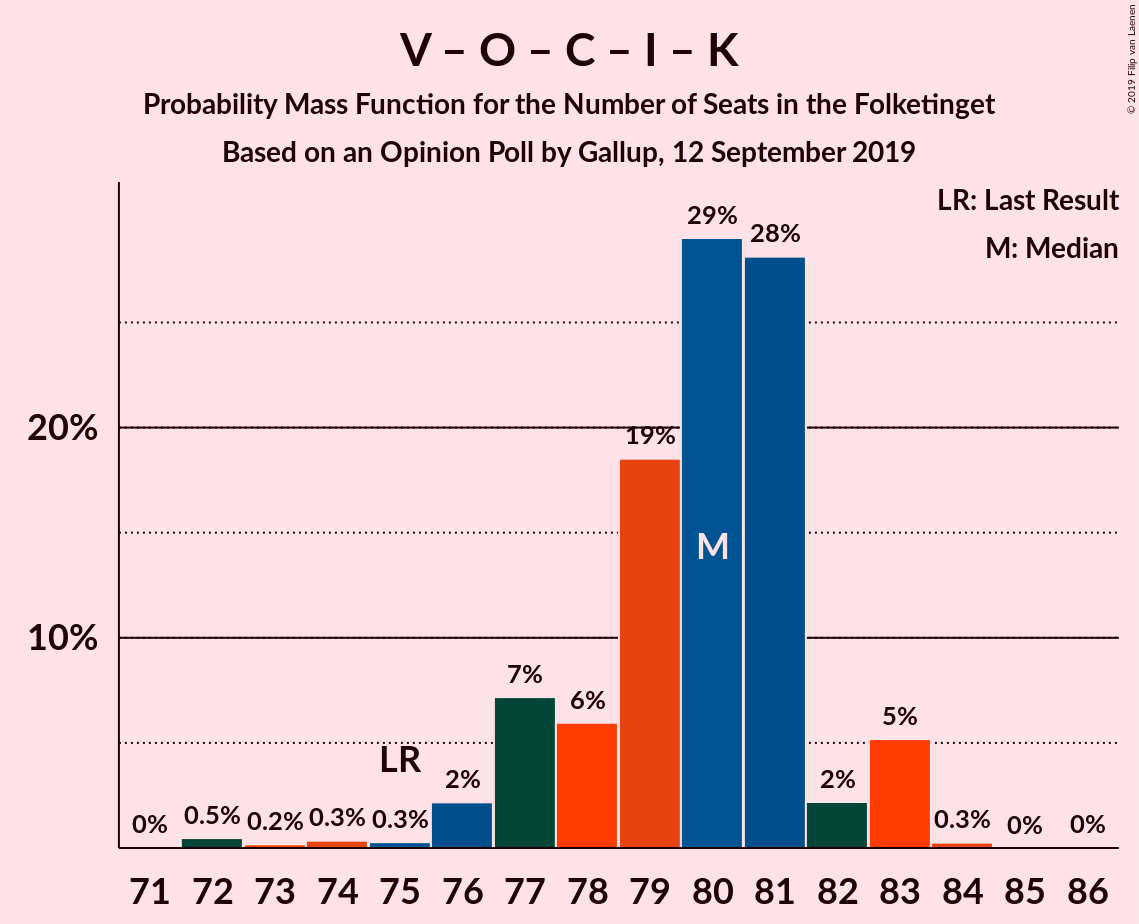 V – O – C – I – K
Probability Mass Function for the Number of Seats in the Folketinget
Based on an Opinion Poll by Gallup, 12 September 2019
© 2019 Filip van Laenen
LR: Last Result
M: Median
20%
10%
0%
0.5%
0.2%
0.3%
0.3%
LR
2%
7%
6%
19%
29%
M
28%
2%
5%
0.3%
0%
0%
71 72 73 74 75 76 77 78 79 80 81 82 83 84 85 86